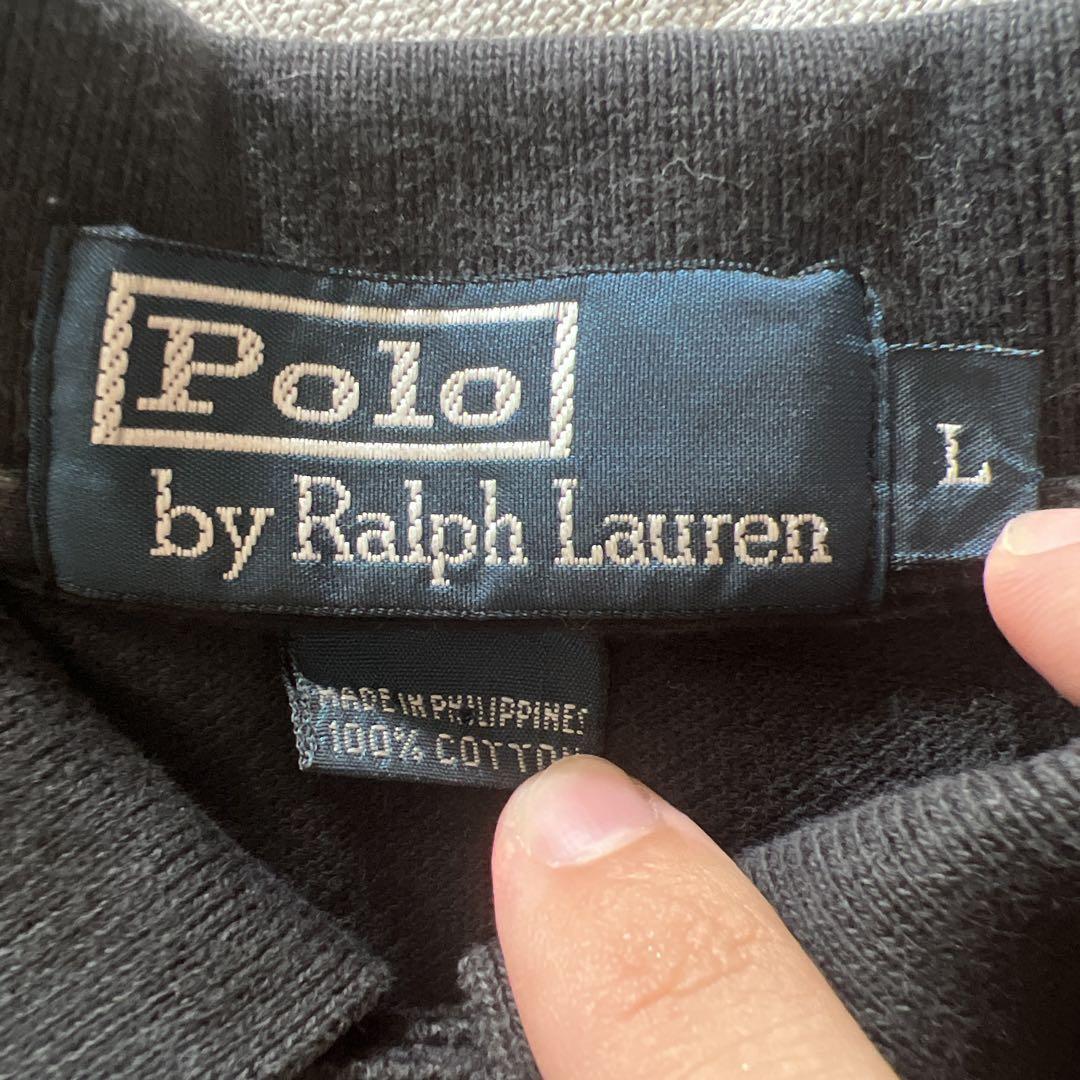 Polo
by Ralph Lauren
L
MADE IN PHILIPPINES
100% COTTON